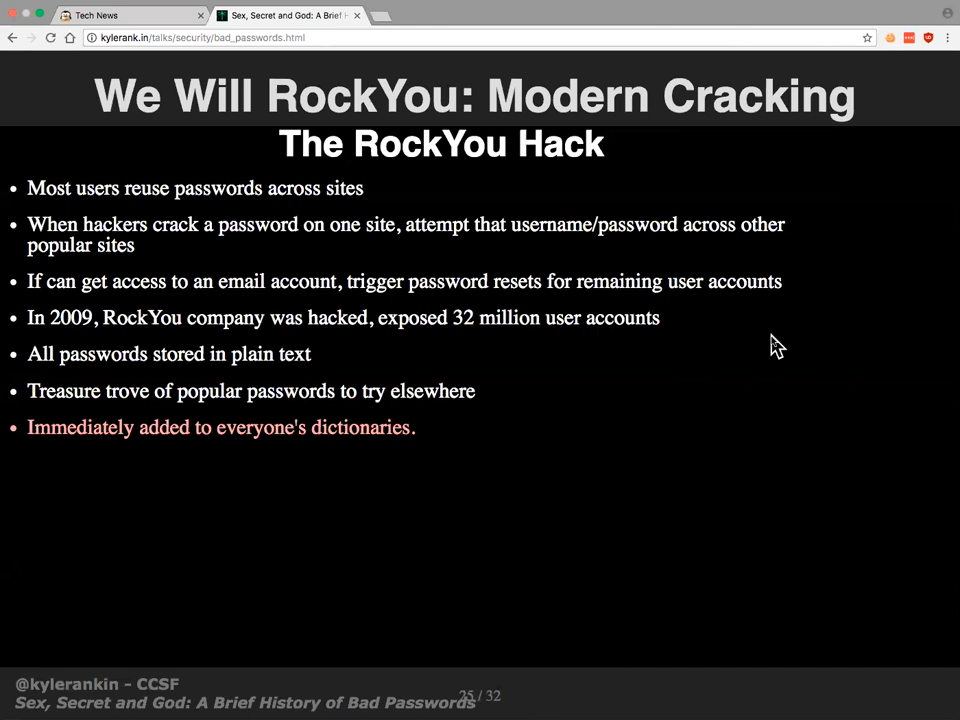 Tech News
Sex, Secret and God: A Brief H
kylerank.in/talks/security/bad_passwords.html
We Will RockYou: Modern Cracking
The RockYou Hack
• Most users reuse passwords across sites
• When hackers crack a password on one site, attempt that username/password across other
popular sites
• If can get access to an email account, trigger password resets for remaining user accounts
• In 2009, RockYou company was hacked, exposed 32 million user accounts
• All passwords stored in plain text
• Treasure trove of popular passwords to try elsewhere
• Immediately added to everyone's dictionaries.
@kylerankin - CCSF
Sex, Secret and God: A Brief History of Bad Passwords
25 / 32